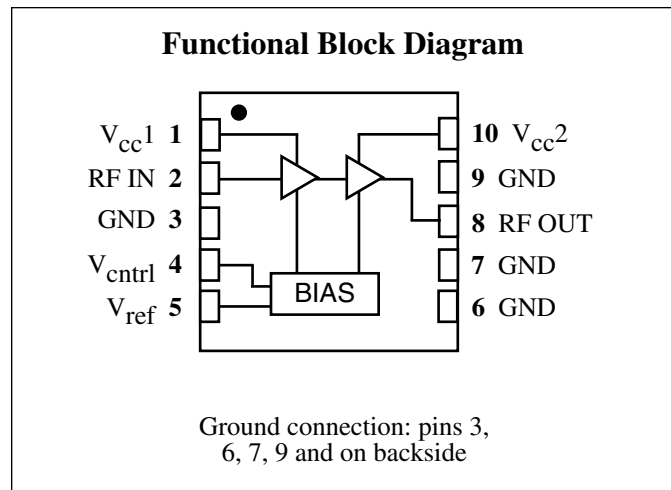 Functional Block Diagram
Vcc1 1
RF IN 2
GND 3
Vcntrl 4
Vref 5
10 Vcc2
9 GND
8 RF OUT
7 GND
6 GND
BIAS
Ground connection: pins 3,
6, 7, 9 and on backside